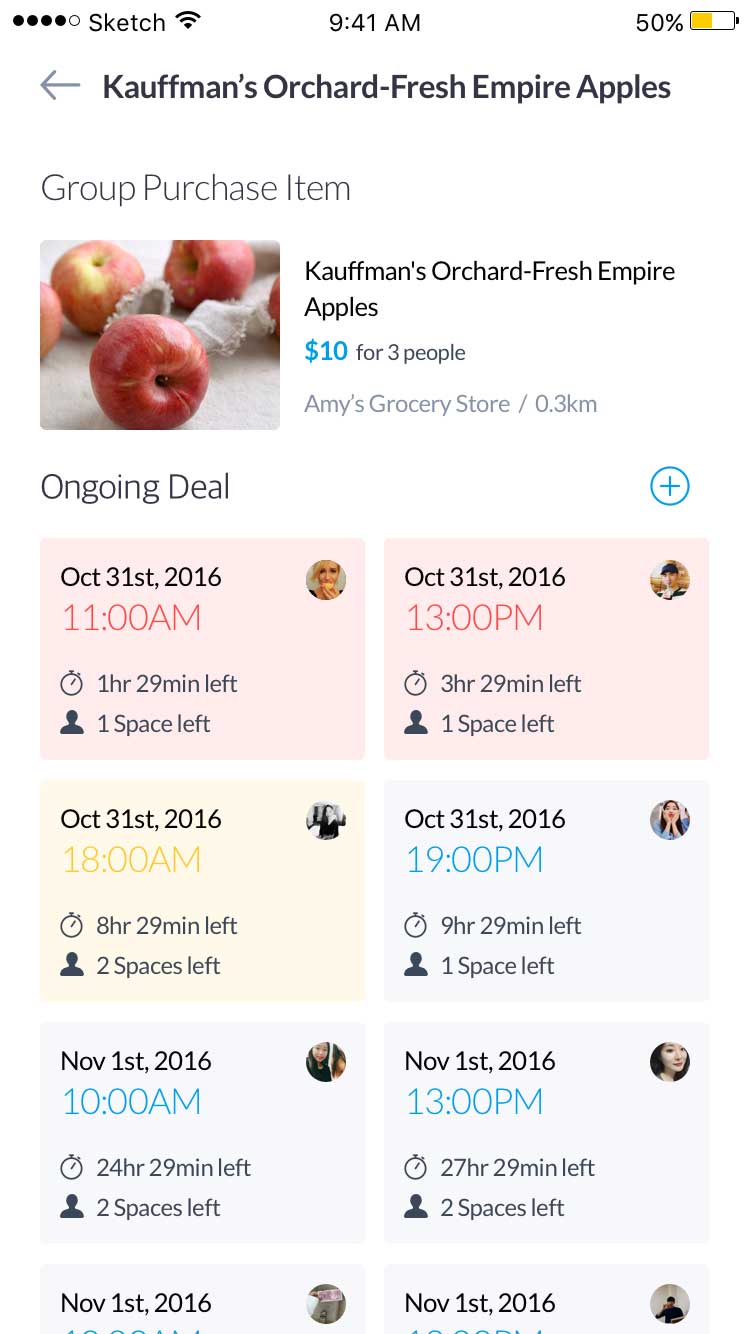 Sketch 9:41 AM 50%
Kauffman’s Orchard-Fresh Empire Apples
Group Purchase Item
Kauffman's Orchard-Fresh Empire
Apples
$10 for 3 people
Amy’s Grocery Store / 0.3km
Ongoing Deal
Oct 31st, 2016
11:00AM
1hr 29min left
1 Space left
Oct 31st, 2016
13:00PM
3hr 29min left
1 Space left
Oct 31st, 2016
18:00AM
8hr 29min left
2 Spaces left
Oct 31st, 2016
19:00PM
9hr 29min left
1 Space left
Nov 1st, 2016
10:00AM
24hr 29min left
2 Spaces left
Nov 1st, 2016
13:00PM
27hr 29min left
2 Spaces left
Nov 1st, 2016
Nov 1st, 2016